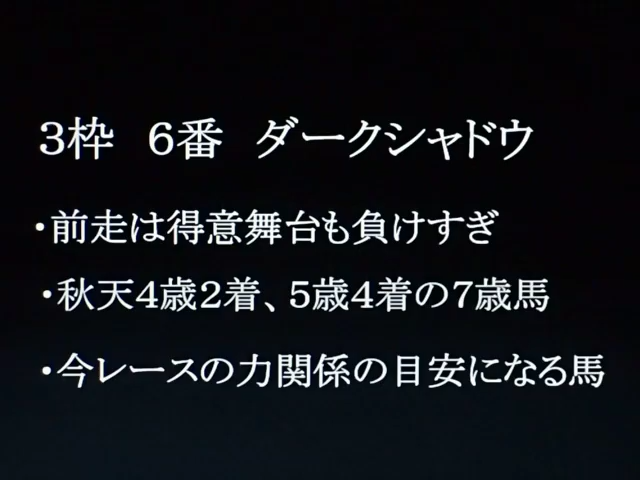 3枠　6番　ダークシャドウ
・前走は得意舞台も負けすぎ
・秋天４歳２着、５歳４着の７歳馬
・今レースの力関係の目安になる馬